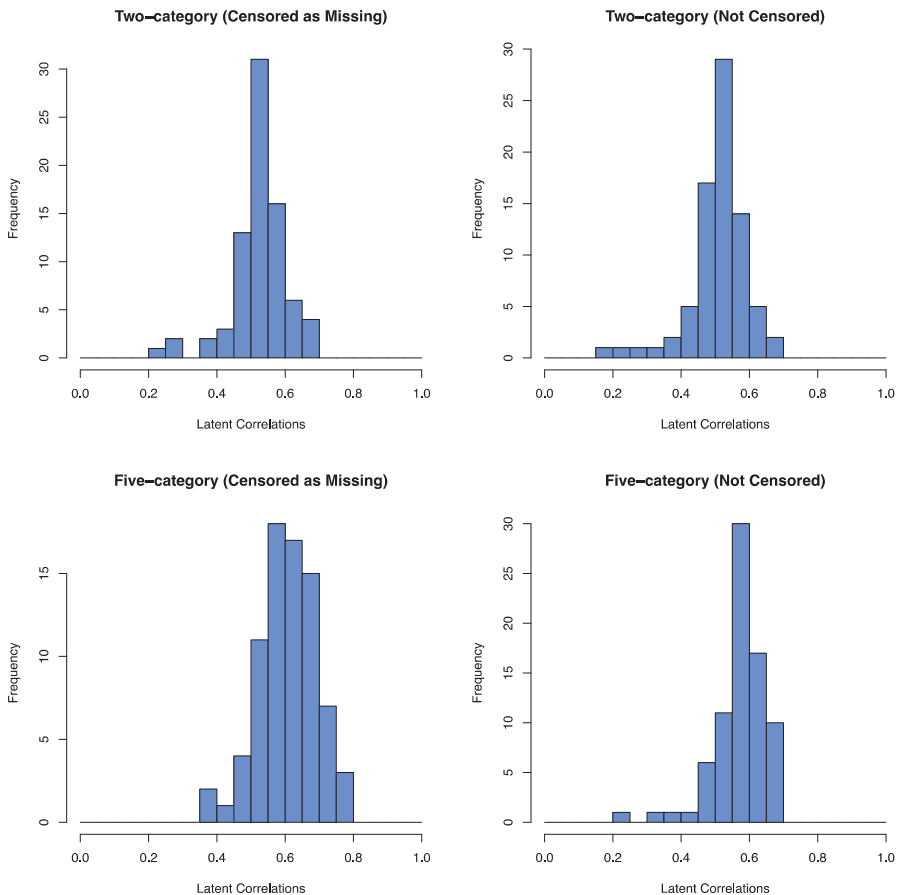 Two–category (Censored as Missing)
Frequency
30
25
20
15
10
5
0
0.0 0.2 0.4 0.6 0.8 1.0
Latent Correlations
Two–category (Not Censored)
Frequency
30
25
20
15
10
5
0
0.0 0.2 0.4 0.6 0.8 1.0
Latent Correlations
Five–category (Censored as Missing)
Frequency
15
10
5
0
0.0 0.2 0.4 0.6 0.8 1.0
Latent Correlations
Five–category (Not Censored)
Frequency
30
25
20
15
10
5
0
0.0 0.2 0.4 0.6 0.8 1.0
Latent Correlations